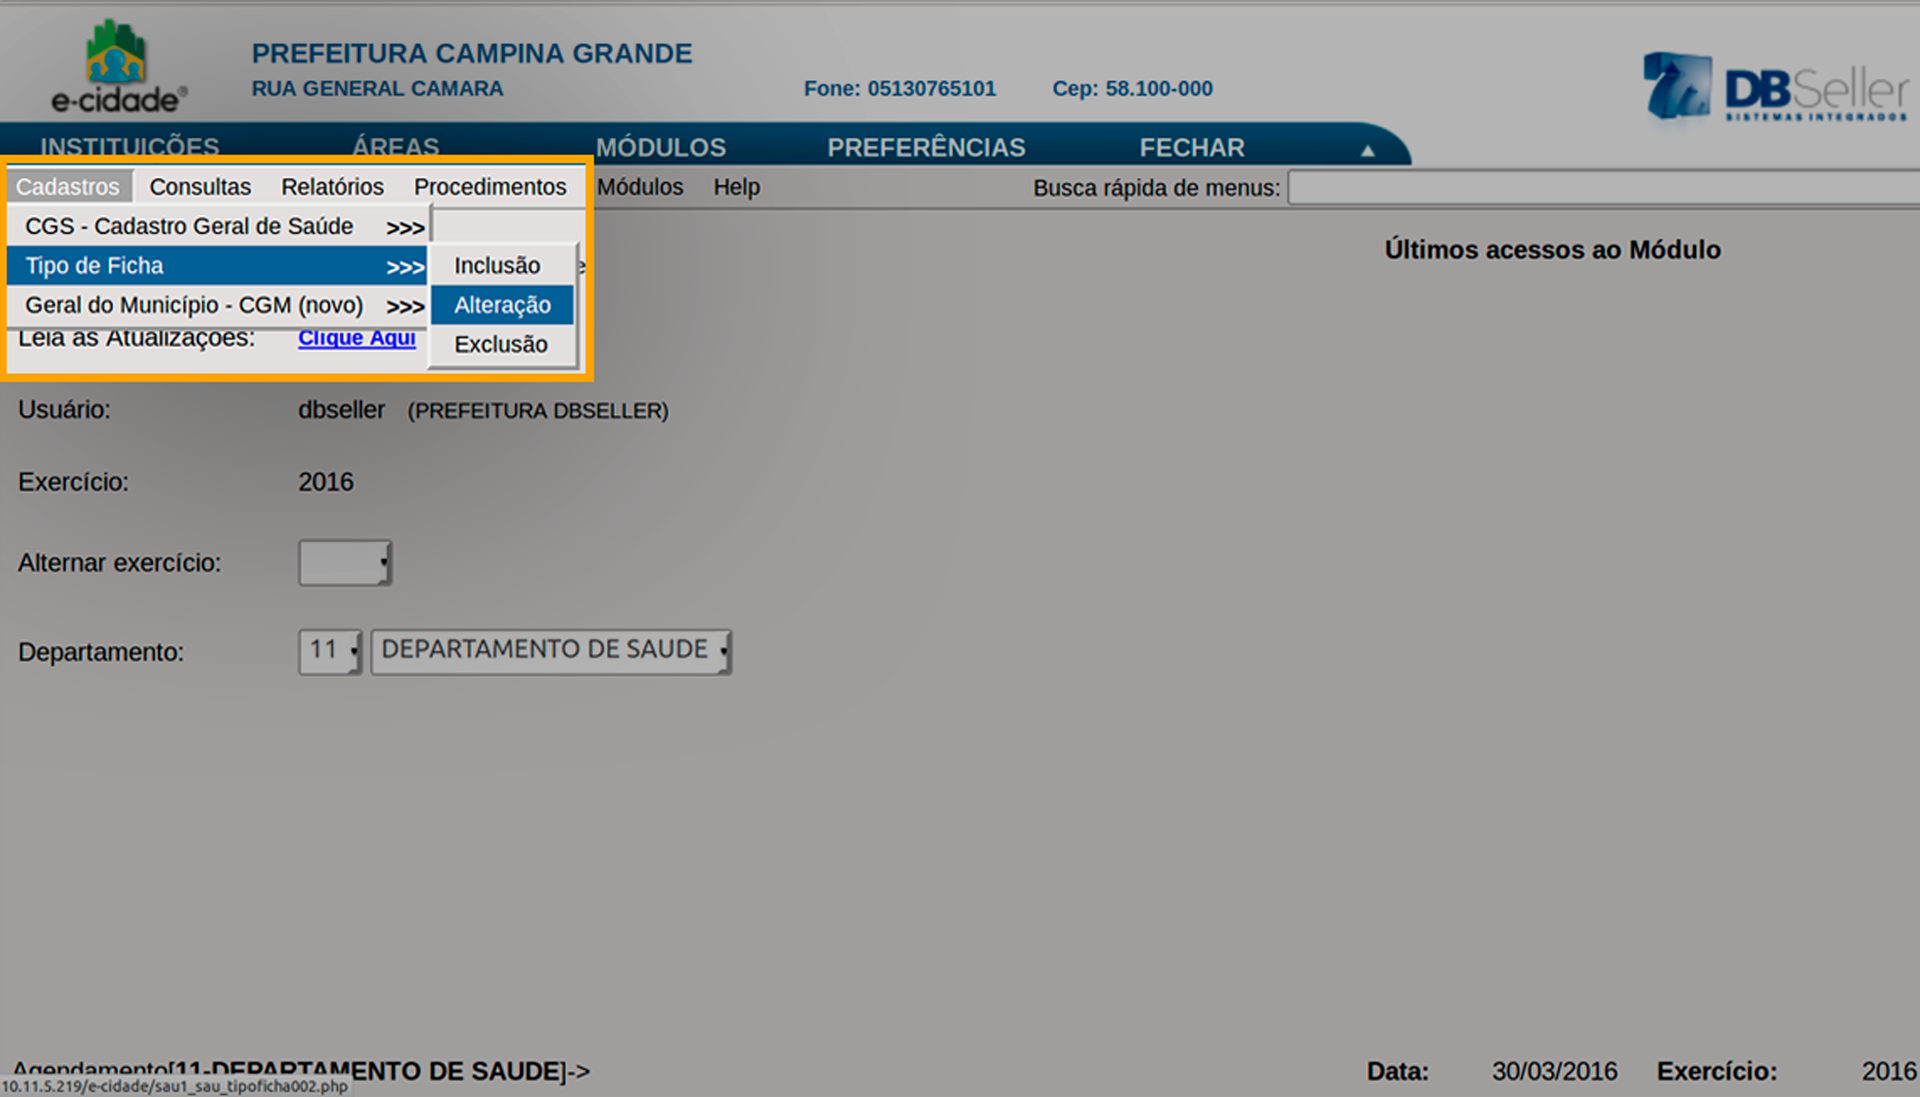 e-cidade®
PREFEITURA CAMPINA GRANDE
RUA GENERAL CAMARA
Fone: 05130765101
Cep: 58.100-000
DBSeller
SISTEMAS INTEGRADOS
INSTITUIÇÕES ÁREAS MÓDULOS PREFERÊNCIAS FECHAR ▲
Cadastros Consultas Relatórios Procedimentos Módulos Help
Busca rápida de menus:
CGS - Cadastro Geral de Saúde >>>
Tipo de Ficha >>>
Geral do Município - CGM (novo) >>>
Inclusão
Alteração
Exclusão
Últimos acessos ao Módulo
Leia as Atualizações: Clique Aqui
Usuário: dbseller (PREFEITURA DBSELLER)
Exercício: 2016
Alternar exercício:
Departamento: 11 DEPARTAMENTO DE SAUDE
Agendamento[11-DEPARTAMENTO DE SAUDE]->
Data: 30/03/2016 Exercício: 2016
10.11.5.219/e-cidade/sau1_sau_tipoficha002.php